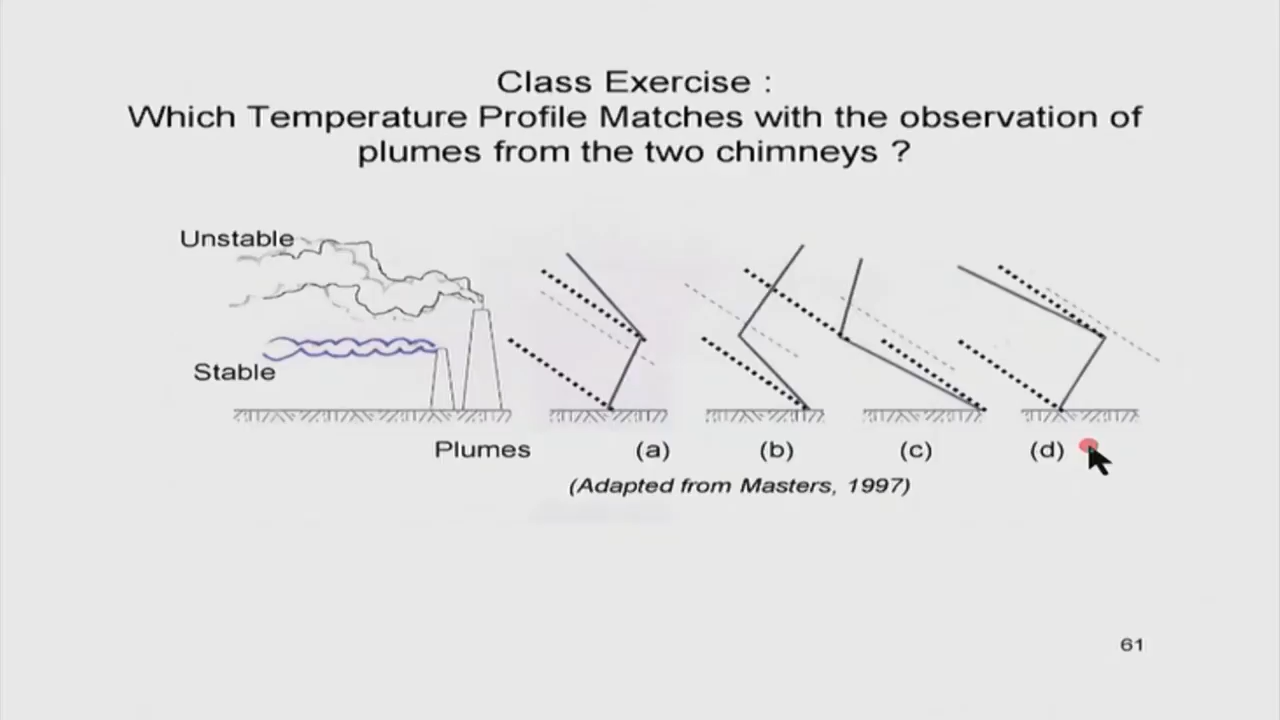 Class Exercise :
Which Temperature Profile Matches with the observation of
plumes from the two chimneys ?
Unstable
Stable
Plumes (a) (b) (c) (d)
(Adapted from Masters, 1997)
61